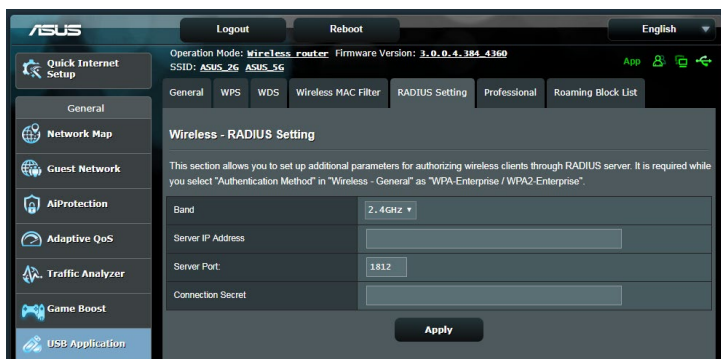 ASUS
Logout
Reboot
English
Quick Internet
Setup
Operation Mode: Wireless router Firmware Version: 3.0.0.4.384_4360
SSID: ASUS_2G ASUS_5G
App
General WPS WDS Wireless MAC Filter RADIUS Setting Professional Roaming Block List
General
Network Map
Guest Network
AiProtection
Adaptive QoS
Traffic Analyzer
Game Boost
USB Application
Wireless - RADIUS Setting
This section allows you to set up additional parameters for authorizing wireless clients through RADIUS server. It is required while
you select "Authentication Method" in "Wireless - General" as "WPA-Enterprise / WPA2-Enterprise".
Band 2.4GHz
Server IP Address
Server Port: 1812
Connection Secret
Apply